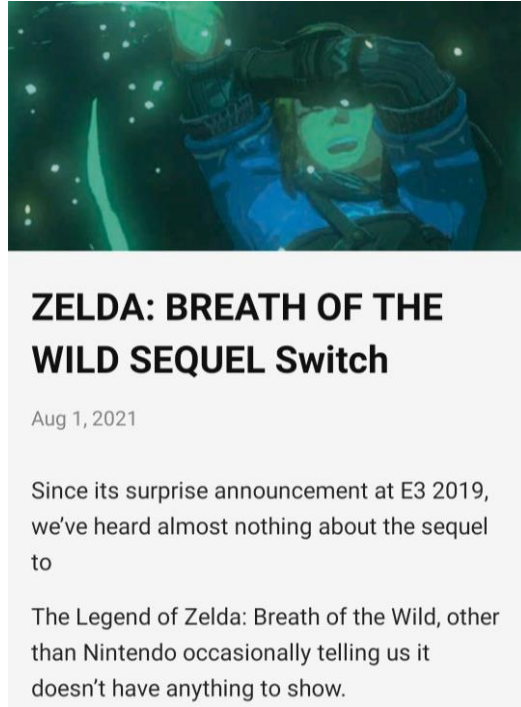 ZELDA: BREATH OF THE
WILD SEQUEL Switch
Aug 1, 2021
Since its surprise announcement at E3 2019,
we’ve heard almost nothing about the sequel
to
The Legend of Zelda: Breath of the Wild, other
than Nintendo occasionally telling us it
doesn’t have anything to show.